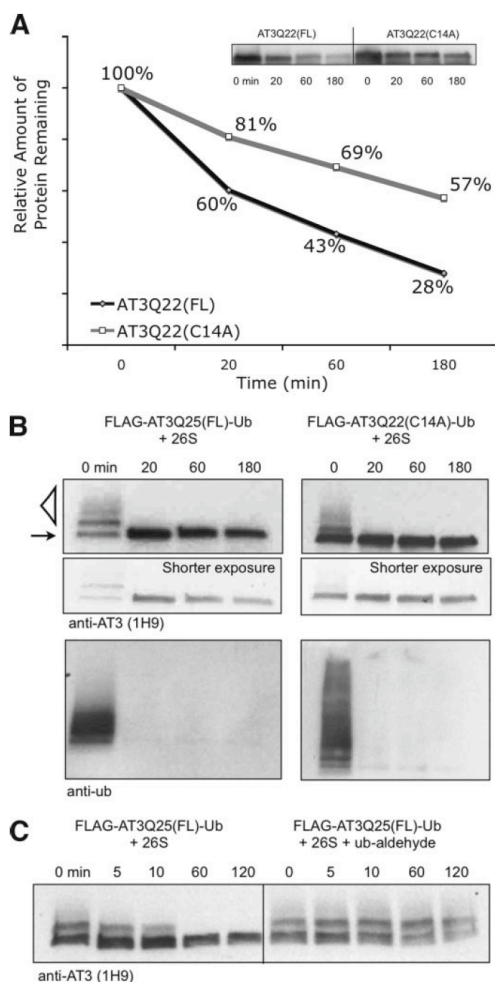 A
AT3Q22(FL) AT3Q22(C14A)
0 min 20 60 180 0 20 60 180
Relative Amount of
Protein Remaining
100%
81%
69%
57%
60%
43%
28%
AT3Q22(FL)
AT3Q22(C14A)
0 20 60 180
Time (min)
B
FLAG-AT3Q25(FL)-Ub
+ 26S
FLAG-AT3Q22(C14A)-Ub
+ 26S
0 min 20 60 180
0 20 60 180
Shorter exposure
Shorter exposure
anti-AT3 (1H9)
anti-ub
C
FLAG-AT3Q25(FL)-Ub
+ 26S
FLAG-AT3Q25(FL)-Ub
+ 26S + ub-aldehyde
0 min 5 10 60 120
0 5 10 60 120
anti-AT3 (1H9)